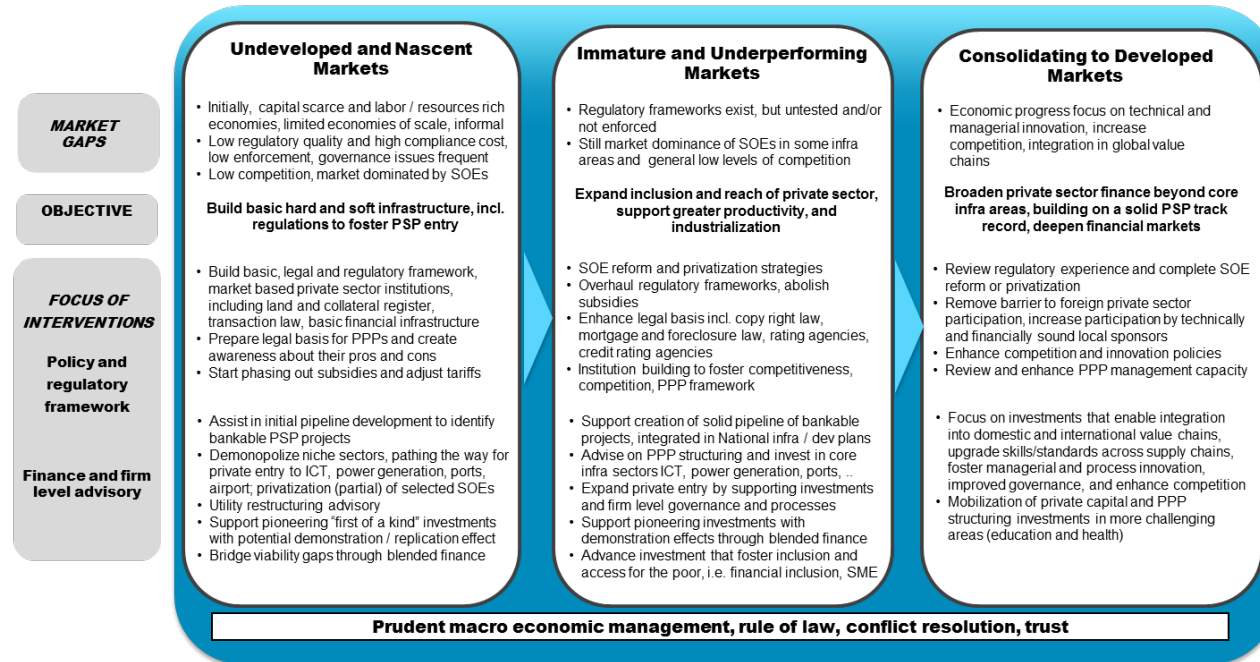 MARKET
GAPS
OBJECTIVE
FOCUS OF
INTERVENTIONS
Policy and
regulatory
framework
Finance and firm
level advisory
Undeveloped and Nascent
Markets
• Initially, capital scarce and labor / resources rich
economies, limited economies of scale, informal
• Low regulatory quality and high compliance cost,
low enforcement, governance issues frequent
• Low competition, market dominated by SOEs
Build basic hard and soft infrastructure, incl.
regulations to foster PSP entry
• Build basic, legal and regulatory framework,
market based private sector institutions,
including land and collateral register,
transaction law, basic financial infrastructure
• Prepare legal basis for PPPs and create
awareness about their pros and cons
• Start phasing out subsidies and adjust tariffs
• Assist in initial pipeline development to identify
bankable PSP projects
• Demonopolize niche sectors, pathing the way for
private entry to ICT, power generation, ports,
airport; privatization (partial) of selected SOEs
• Utility restructuring advisory
• Support pioneering "first of a kind" investments
with potential demonstration / replication effect
• Bridge viability gaps through blended finance
Immature and Underperforming
Markets
• Regulatory frameworks exist, but untested and/or
not enforced
• Still market dominance of SOEs in some infra
areas and general low levels of competition
Expand inclusion and reach of private sector,
support greater productivity, and
industrialization
• SOE reform and privatization strategies
• Overhaul regulatory frameworks, abolish
subsidies
• Enhance legal basis incl. copy right law,
mortgage and foreclosure law, rating agencies,
credit rating agencies
• Institution building to foster competitiveness,
competition, PPP framework
• Support creation of solid pipeline of bankable
projects, integrated in National infra / dev plans
• Advise on PPP structuring and invest in core
infra sectors ICT, power generation, ports, ..
• Expand private entry by supporting investments
and firm level governance and processes
• Support pioneering investments with
demonstration effects through blended finance
• Advance investment that foster inclusion and
access for the poor, i.e. financial inclusion, SME
Consolidating to Developed
Markets
• Economic progress focus on technical and
managerial innovation, increase
competition, integration in global value
chains
Broaden private sector finance beyond core
infra areas, building on a solid PSP track
record, deepen financial markets
• Review regulatory experience and complete SOE
reform or privatization
• Remove barrier to foreign private sector
participation, increase participation by technically
and financially sound local sponsors
• Enhance competition and innovation policies
• Review and enhance PPP management capacity
• Focus on investments that enable integration
into domestic and international value chains,
upgrade skills/standards across supply chains,
foster managerial and process innovation,
improved governance, and enhance competition
• Mobilization of private capital and PPP
structuring investments in more challenging
areas (education and health)
Prudent macro economic management, rule of law, conflict resolution, trust